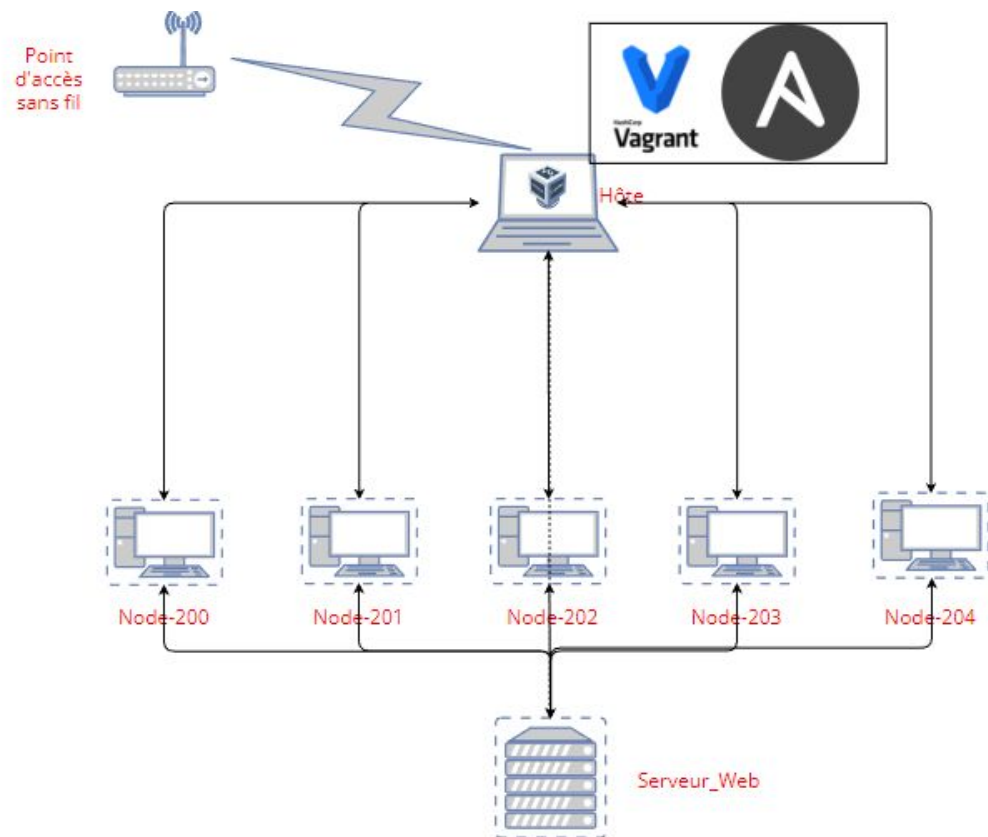 Point
d'accès
sans fil
HashiCorp
Vagrant
Hôte
Node-200
Node-201
Node-202
Node-203
Node-204
Serveur_Web